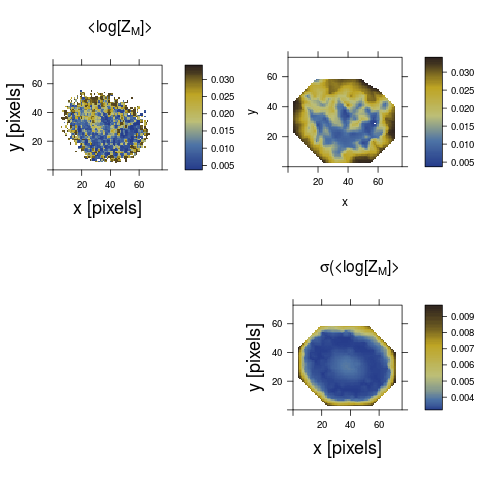 <log[Z_M]>
60
40
20
20 40 60
y [pixels]
x [pixels]
0.030
0.025
0.020
0.015
0.010
0.005
60
40
20
20 40 60
y
x
0.030
0.025
0.020
0.015
0.010
0.005
σ(<log[Z_M]>
60
40
20
20 40 60
y [pixels]
x [pixels]
0.009
0.008
0.007
0.006
0.005
0.004